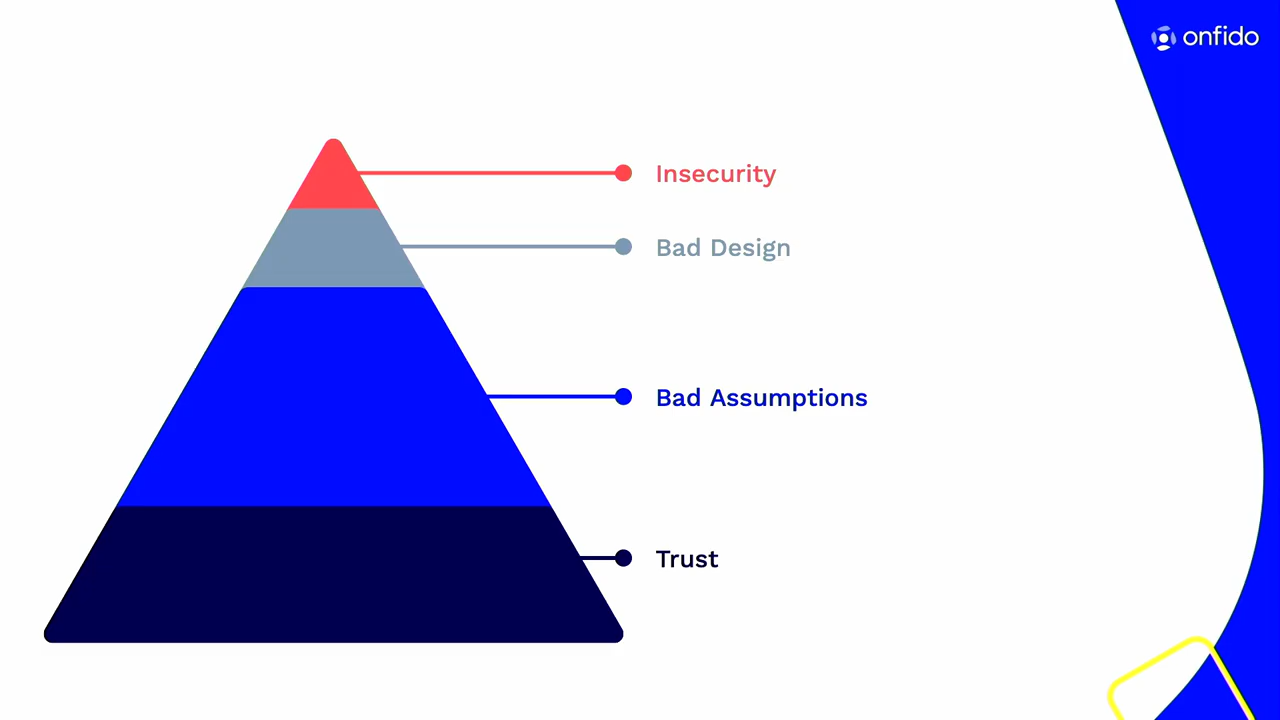 onfido
Insecurity
Bad Design
Bad Assumptions
Trust